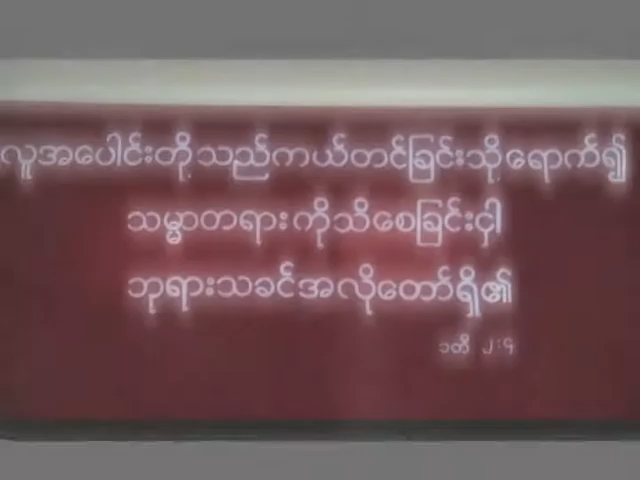 လူအပေါင်းတို့သည်ကယ်တင်ခြင်းသို့ရောက်၍
သမ္မာတရားကိုသိစေခြင်းငှါ
ဘုရားသခင်အလိုတော်ရှိ၏
၁တိ ၂:၄